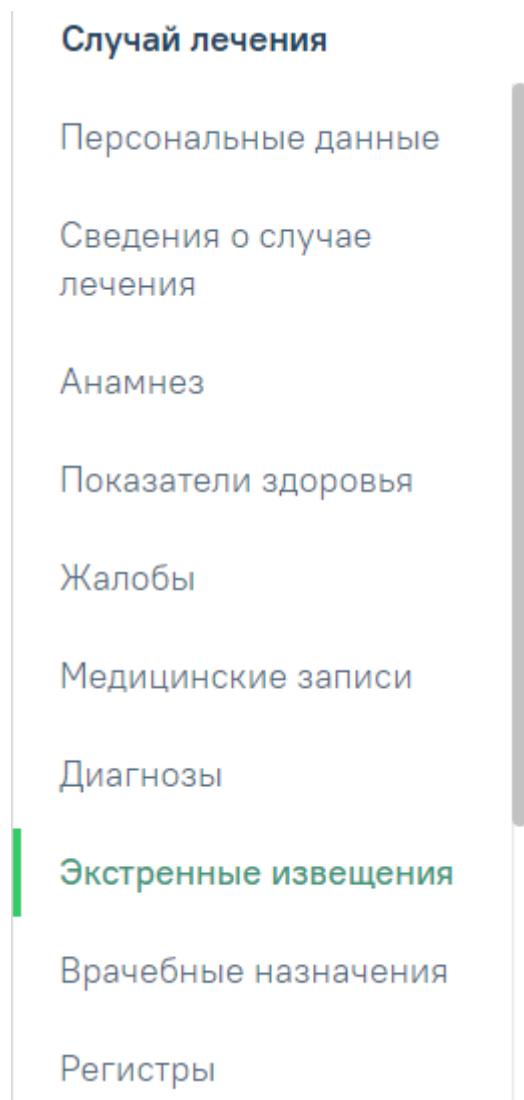 Случай лечения
Персональные данные
Сведения о случае
лечения
Анамнез
Показатели здоровья
Жалобы
Медицинские записи
Диагнозы
Экстренные извещения
Врачебные назначения
Регистры